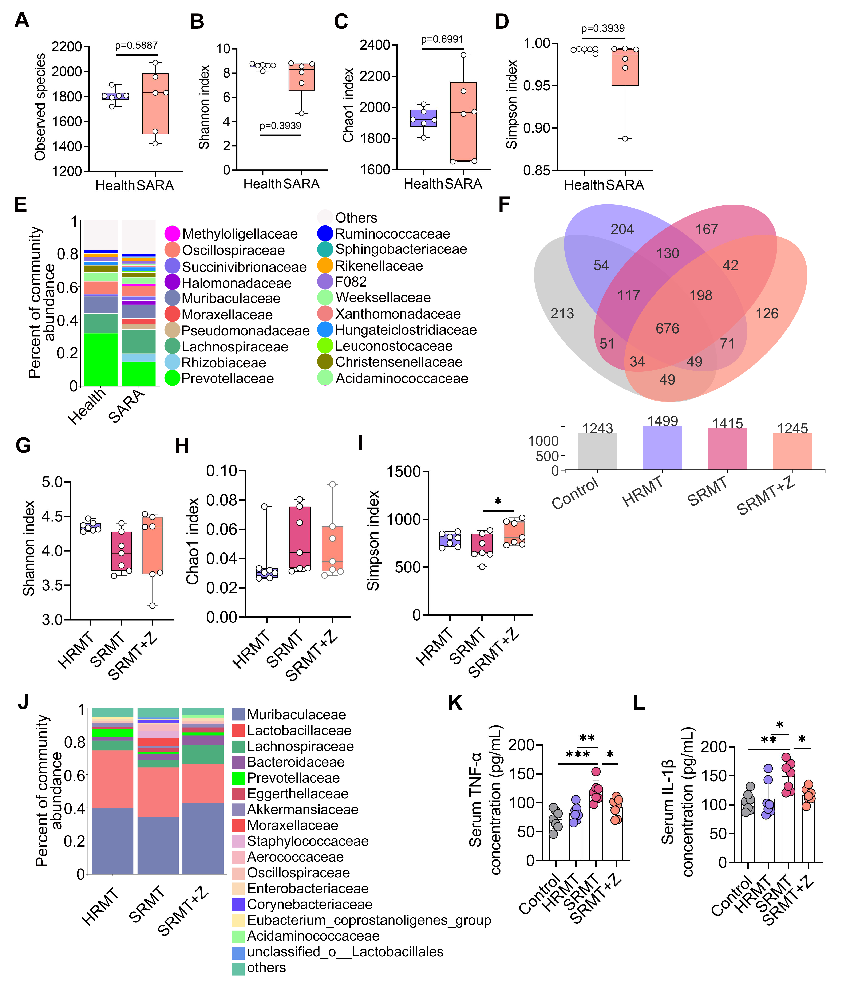 A
p=0.5887
Observed species
2200
2000
1800
1600
1400
1200
Health SARA
B
Shannon index
10
8
6
4
2
0
p=0.3939
Health SARA
C
p=0.6991
Chao1 index
2400
2200
2000
1800
1600
Health SARA
D
p=0.3939
Simpson index
1.00
0.95
0.90
0.85
Health SARA
E
Percent of community
abundance
1
0.8
0.6
0.4
0.2
0
Health
SARA
Methyloligellaceae
Oscillospiraceae
Succinivibrionaceae
Halomonadaceae
Muribaculaceae
Moraxellaceae
Pseudomonadaceae
Lachnospiraceae
Rhizobiaceae
Prevotellaceae
Others
Ruminococcaceae
Sphingobacteriaceae
Rikenellaceae
F082
Weeksellaceae
Xanthomonadaceae
Hungateiclostridiaceae
Leuconostocaceae
Christensenellaceae
Acidaminococcaceae
F
204
167
130
54
42
117
198
213
126
676
51
71
34
49
49
1243
1499
1415
1245
1000
500
0
Control
HRMT
SRMT
SRMT+Z
G
Shannon index
5.0
4.5
4.0
3.5
3.0
HRMT
SRMT
SRMT+Z
H
Chao1 index
0.10
0.08
0.06
0.04
0.02
0.00
HRMT
SRMT
SRMT+Z
I
Simpson index
1500
1000
500
0
*
HRMT
SRMT
SRMT+Z
J
Percent of community
abundance
1
0.8
0.6
0.4
0.2
0
HRMT
SRMT
SRMT+Z
Muribaculaceae
Lactobacillaceae
Lachnospiraceae
Bacteroidaceae
Prevotellaceae
Eggerthellaceae
Akkermansiaceae
Moraxellaceae
Staphylococcaceae
Aerococcaceae
Oscillospiraceae
Enterobacteriaceae
Corynebacteriaceae
Eubacterium_coprostanoligenes_group
Acidaminococcaceae
unclassified_o__Lactobacillales
others
K
Serum TNF-α
concentration (pg/mL)
200
150
100
50
0
**
*** *
Control
HRMT
SRMT
SRMT+Z
L
Serum IL-1β
concentration (pg/mL)
200
150
100
50
0
*
** *
Control
HRMT
SRMT
SRMT+Z